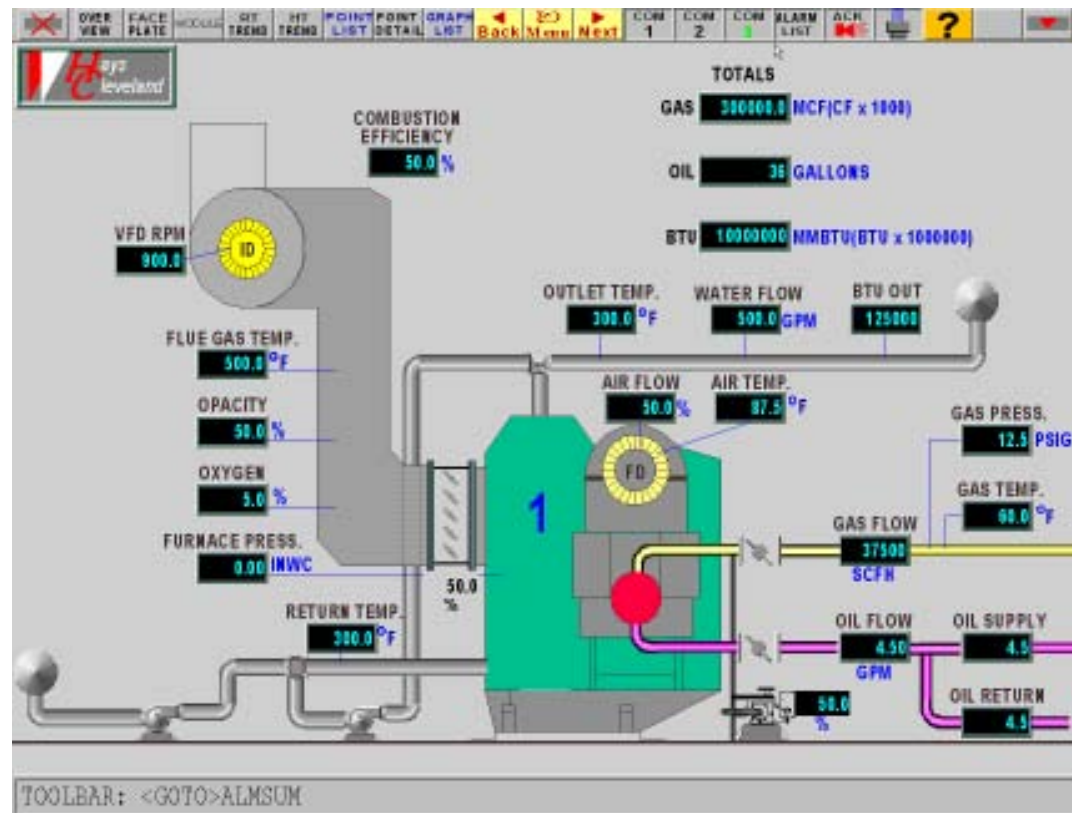 OVER VIEW
FACE PLATE
MODULE
HT TREND
POINT LIST
POINT DETAIL
GRAPH LIST
Back
Menu
Next
COM 1
COM 2
COM 3
ALARM LIST
ACK
?
Hays
Cleveland
TOTALS
GAS 300000.0 MCF(CF x 1000)
OIL 36 GALLONS
BTU 10000000 MMBTU(BTU x 1000000)
COMBUSTION
EFFICIENCY
50.0 %
VFD RPM
900.0
ID
OUTLET TEMP.
300.0 °F
WATER FLOW
500.0 GPM
BTU OUT
125000
FLUE GAS TEMP.
500.0 °F
OPACITY
50.0 %
OXYGEN
5.0 %
FURNACE PRESS.
0.00 INWC
50.0
%
AIR FLOW
50.0 %
AIR TEMP.
87.5 °F
FD
1
GAS PRESS.
12.5 PSIG
GAS TEMP.
60.0 °F
GAS FLOW
37500
SCFH
RETURN TEMP.
300.0 °F
OIL FLOW
4.50
GPM
OIL SUPPLY
4.5
OIL RETURN
4.5
50.0
%
TOOLBAR: <GOTO>ALMSUM